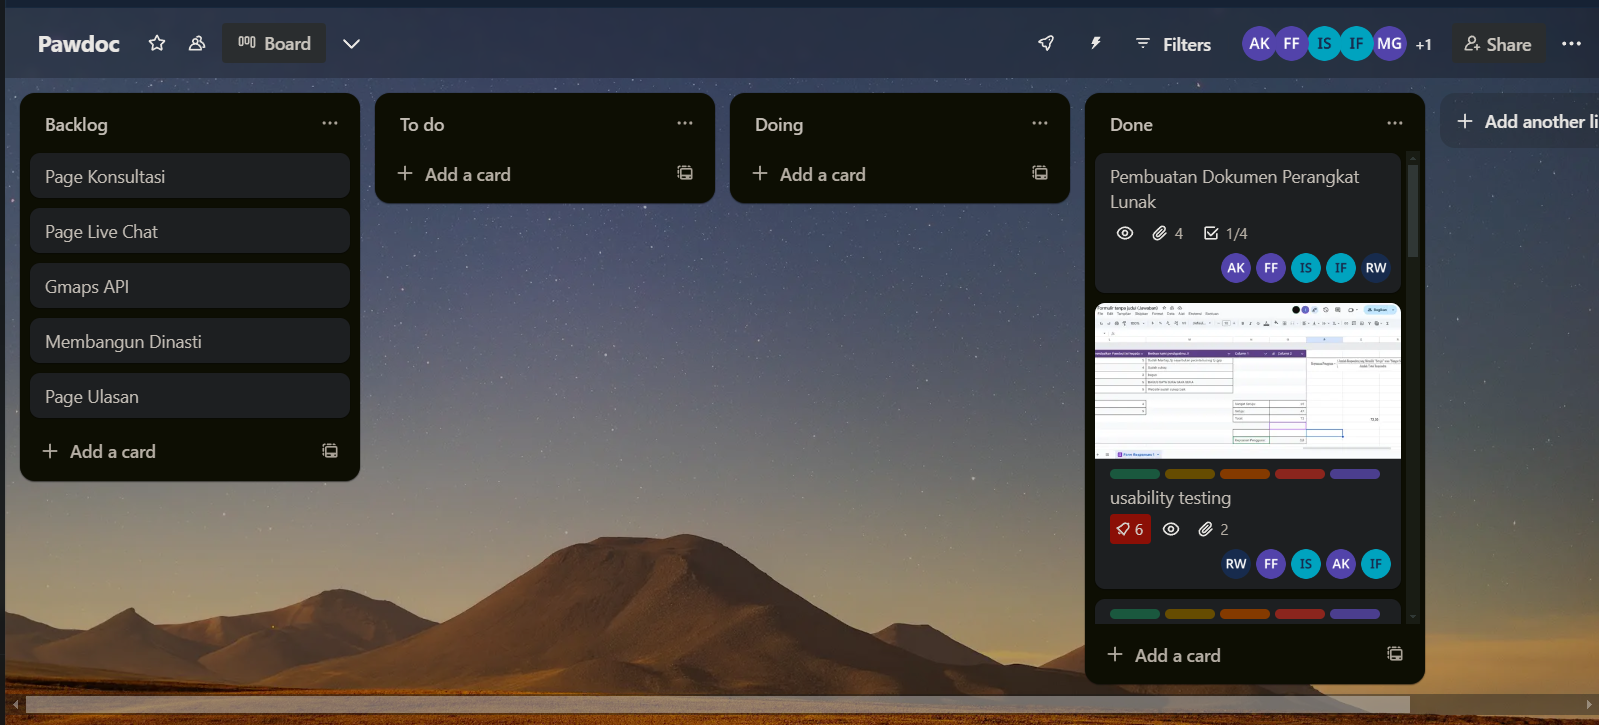 Pawdoc
Board
Filters
AK FF IS IF MG +1
Share
Backlog
Page Konsultasi
Page Live Chat
Gmaps API
Membangun Dinasti
Page Ulasan
Add a card
To do
Add a card
Doing
Add a card
Done
Pembuatan Dokumen Perangkat
Lunak
4 1/4
AK FF IS IF RW
usability testing
6 2
RW FF IS AK IF
Add a card
Add another li